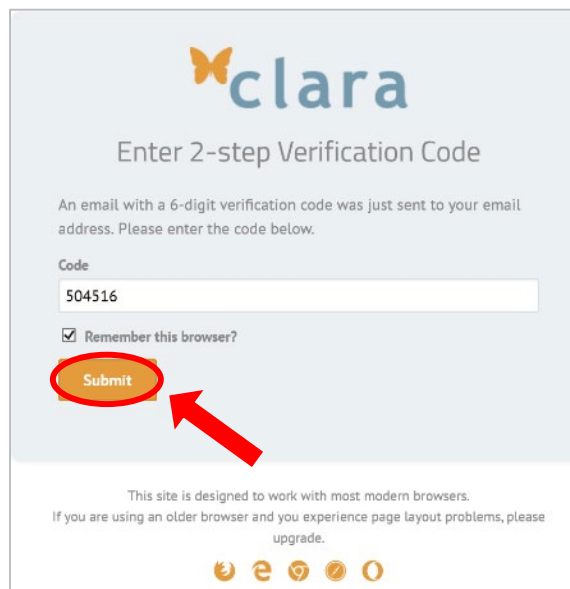 clara
Enter 2-step Verification Code
An email with a 6-digit verification code was just sent to your email
address. Please enter the code below.
Code
504516
Remember this browser?
Submit
This site is designed to work with most modern browsers.
If you are using an older browser and you experience page layout problems, please
upgrade.